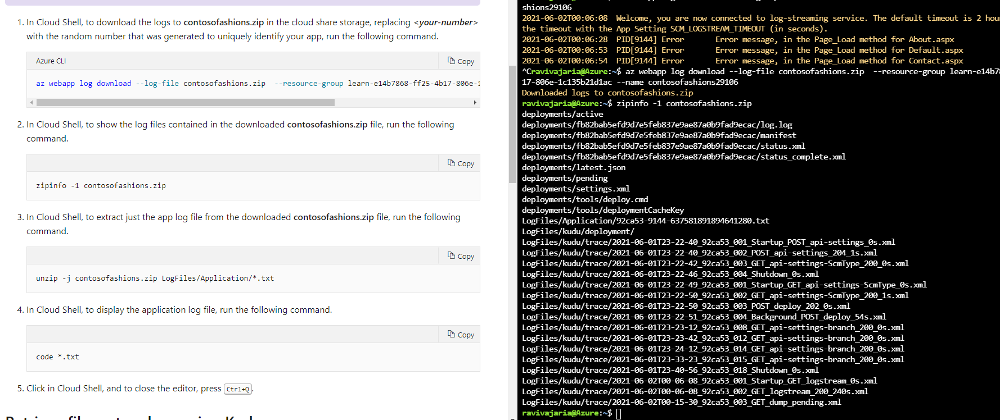 1. In Cloud Shell, to download the logs to contosofashions.zip in the cloud share storage, replacing <your-number>
with the random number that was generated to uniquely identify your app, run the following command.
Azure CLI
Copy
az webapp log download --log-file contosofashions.zip  --resource-group learn-e14b7868-ff25-4b17-806e-1
2. In Cloud Shell, to show the log files contained in the downloaded contosofashions.zip file, run the following
command.
Copy
zipinfo -1 contosofashions.zip
3. In Cloud Shell, to extract just the app log file from the downloaded contosofashions.zip file, run the following
command.
Copy
unzip -j contosofashions.zip LogFiles/Application/*.txt
4. In Cloud Shell, to display the application log file, run the following command.
Copy
code *.txt
5. Click in Cloud Shell, and to close the editor, press Ctrl+Q.
shions29106
2021-06-02T00:06:08  Welcome, you are now connected to log-streaming service. The default timeout is 2 hou
the timeout with the App Setting SCM_LOGSTREAM_TIMEOUT (in seconds).
2021-06-02T00:06:28  PID[9144] Error       Error message, in the Page_Load method for About.aspx
2021-06-02T00:06:53  PID[9144] Error       Error message, in the Page_Load method for Default.aspx
2021-06-02T00:06:54  PID[9144] Error       Error message, in the Page_Load method for Contact.aspx
^Cravivajaria@Azure:~$ az webapp log download --log-file contosofashions.zip  --resource-group learn-e14b7
17-806e-1c135b21d1ac --name contosofashions29106
Downloaded logs to contosofashions.zip
ravivajaria@Azure:~$ zipinfo -1 contosofashions.zip
deployments/active
deployments/fb82bab5efd9d7e5feb837e9ae87a0b9fad9ecac/log.log
deployments/fb82bab5efd9d7e5feb837e9ae87a0b9fad9ecac/manifest
deployments/fb82bab5efd9d7e5feb837e9ae87a0b9fad9ecac/status.xml
deployments/fb82bab5efd9d7e5feb837e9ae87a0b9fad9ecac/status_complete.xml
deployments/latest.json
deployments/pending
deployments/settings.xml
deployments/tools/deploy.cmd
deployments/tools/deploymentCacheKey
LogFiles/Application/92ca53-9144-637581891894641280.txt
LogFiles/kudu/deployment/
LogFiles/kudu/trace/2021-06-01T23-22-40_92ca53_001_Startup_POST_api-settings_0s.xml
LogFiles/kudu/trace/2021-06-01T23-22-40_92ca53_002_POST_api-settings_204_1s.xml
LogFiles/kudu/trace/2021-06-01T23-22-42_92ca53_003_GET_api-settings-ScmType_200_0s.xml
LogFiles/kudu/trace/2021-06-01T23-22-46_92ca53_004_Shutdown_0s.xml
LogFiles/kudu/trace/2021-06-01T23-22-49_92ca53_001_Startup_GET_api-settings-ScmType_0s.xml
LogFiles/kudu/trace/2021-06-01T23-22-50_92ca53_002_GET_api-settings-ScmType_200_1s.xml
LogFiles/kudu/trace/2021-06-01T23-22-50_92ca53_003_POST_deploy_202_0s.xml
LogFiles/kudu/trace/2021-06-01T23-22-51_92ca53_004_Background_POST_deploy_54s.xml
LogFiles/kudu/trace/2021-06-01T23-23-12_92ca53_008_GET_api-settings-branch_200_0s.xml
LogFiles/kudu/trace/2021-06-01T23-23-42_92ca53_012_GET_api-settings-branch_200_0s.xml
LogFiles/kudu/trace/2021-06-01T23-24-12_92ca53_014_GET_api-settings-branch_200_0s.xml
LogFiles/kudu/trace/2021-06-01T23-33-23_92ca53_015_GET_api-settings-branch_200_0s.xml
LogFiles/kudu/trace/2021-06-01T23-40-56_92ca53_018_Shutdown_0s.xml
LogFiles/kudu/trace/2021-06-02T00-06-08_92ca53_001_Startup_GET_logstream_0s.xml
LogFiles/kudu/trace/2021-06-02T00-06-08_92ca53_002_GET_logstream_200_240s.xml
LogFiles/kudu/trace/2021-06-02T00-15-30_92ca53_003_GET_dump_pending.xml
ravivajaria@Azure:~$